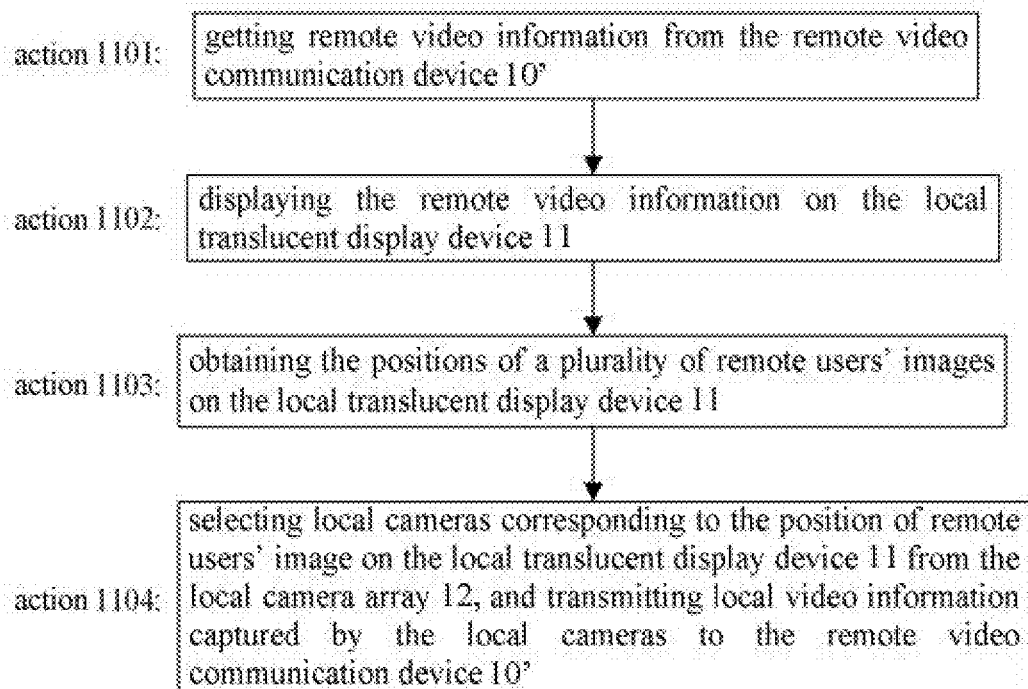 action 1101:
getting remote video information from the remote video
communication device 10’
action 1102:
displaying the remote video information on the local
translucent display device 11
action 1103:
obtaining the positions of a plurality of remote users’ images
on the local translucent display device 11
action 1104:
selecting local cameras corresponding to the position of remote
users’ image on the local translucent display device 11 from the
local camera array 12, and transmitting local video information
captured by the local cameras to the remote video
communication device 10’